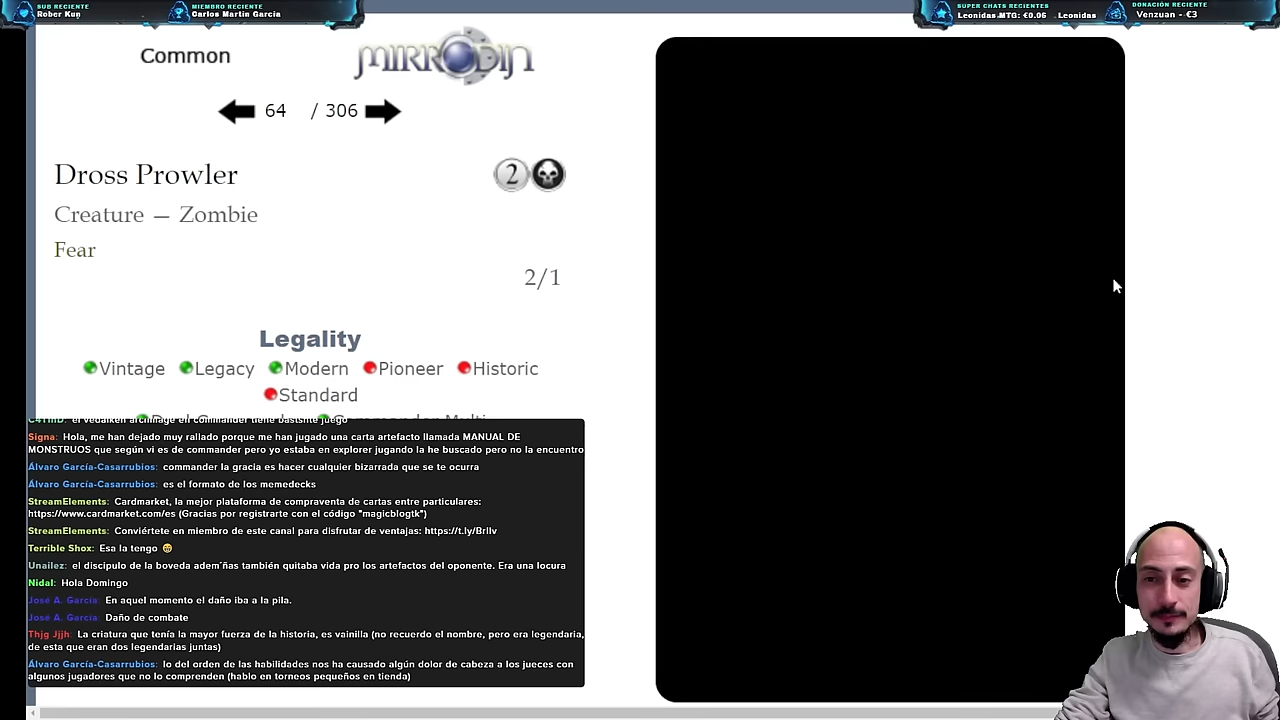 SUB RECIENTE
Rober Kun
MIEMBRO RECIENTE
Carlos Martín García
SUPER CHATS RECIENTES
Leonidas MTG: €0.06 . Leonidas
DONACIÓN RECIENTE
Venzuan - €3
Common
MIRRODIN
64 / 306
Dross Prowler
2
Creature — Zombie
Fear
2/1
Legality
Vintage Legacy Modern Pioneer Historic
Standard
Signa: Hola, me han dejado muy rallado porque me han jugado una carta artefacto llamada MANUAL DE
MONSTRUOS que según vi es de commander pero yo estaba en explorer jugando la he buscado pero no la encuentro
Álvaro García-Casarrubios: commander la gracia es hacer cualquier bizarrada que se te ocurra
Álvaro García-Casarrubios: es el formato de los memedecks
StreamElements: Cardmarket, la mejor plataforma de compraventa de cartas entre particulares:
https://www.cardmarket.com/es (Gracias por registrarte con el código "magicblogtk")
StreamElements: Conviértete en miembro de este canal para disfrutar de ventajas: https://t.ly/BrlIv
Terrible Shox: Esa la tengo
Unailez: el discipulo de la boveda adem´ñas también quitaba vida pro los artefactos del oponente. Era una locura
Nidal: Hola Domingo
José A. García: En aquel momento el daño iba a la pila.
José A. García: Daño de combate
Thjg Jjjh: La criatura que tenía la mayor fuerza de la historia, es vainilla (no recuerdo el nombre, pero era legendaria,
de esta que eran dos legendarias juntas)
Álvaro García-Casarrubios: lo del orden de las habilidades nos ha causado algún dolor de cabeza a los jueces con
algunos jugadores que no lo comprenden (hablo en torneos pequeños en tienda)